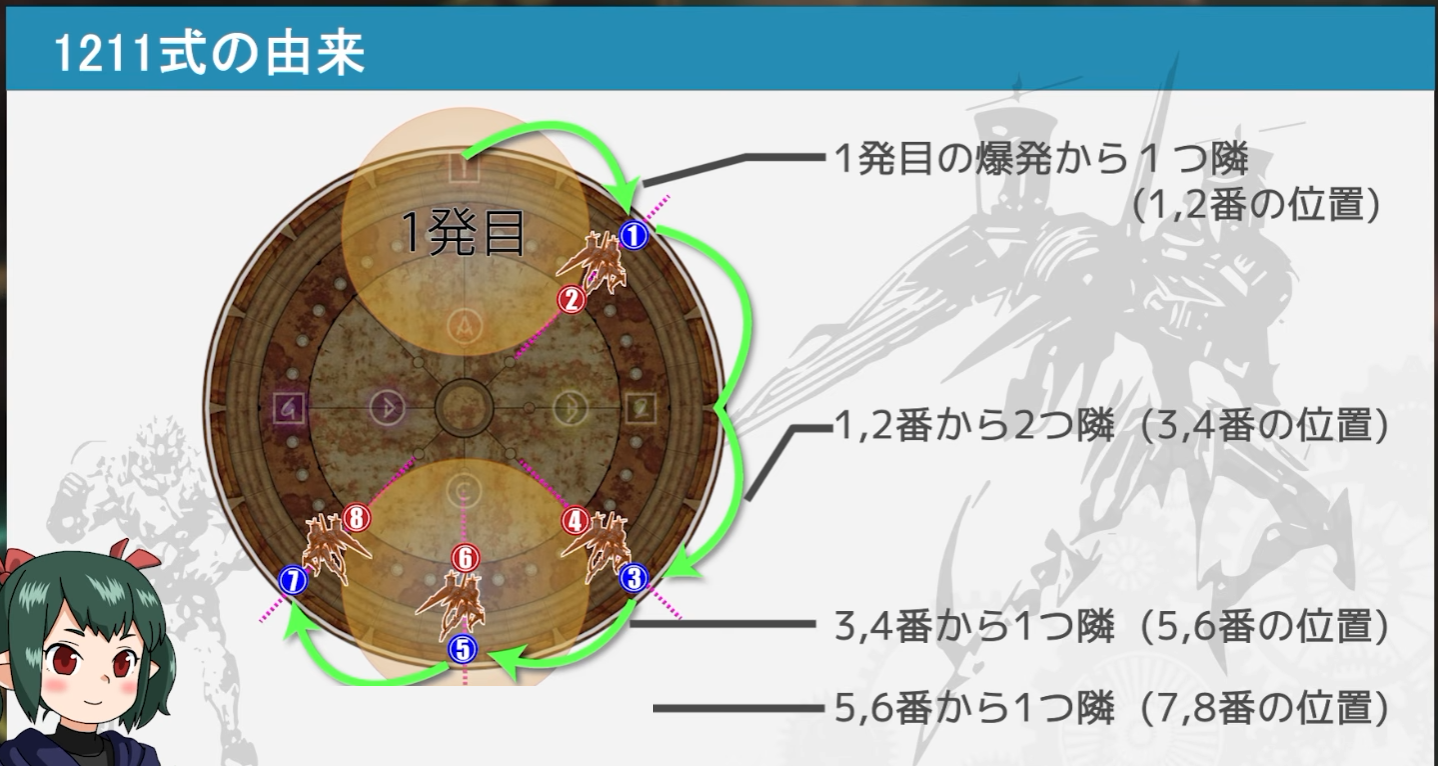 1211式の由来
1発目の爆発から１つ隣
(1,2番の位置)
1発目
1
2
A
1,2番から2つ隣 (3,4番の位置)
8
4
C
6
7
3
3,4番から1つ隣 (5,6番の位置)
5
5,6番から1つ隣 (7,8番の位置)